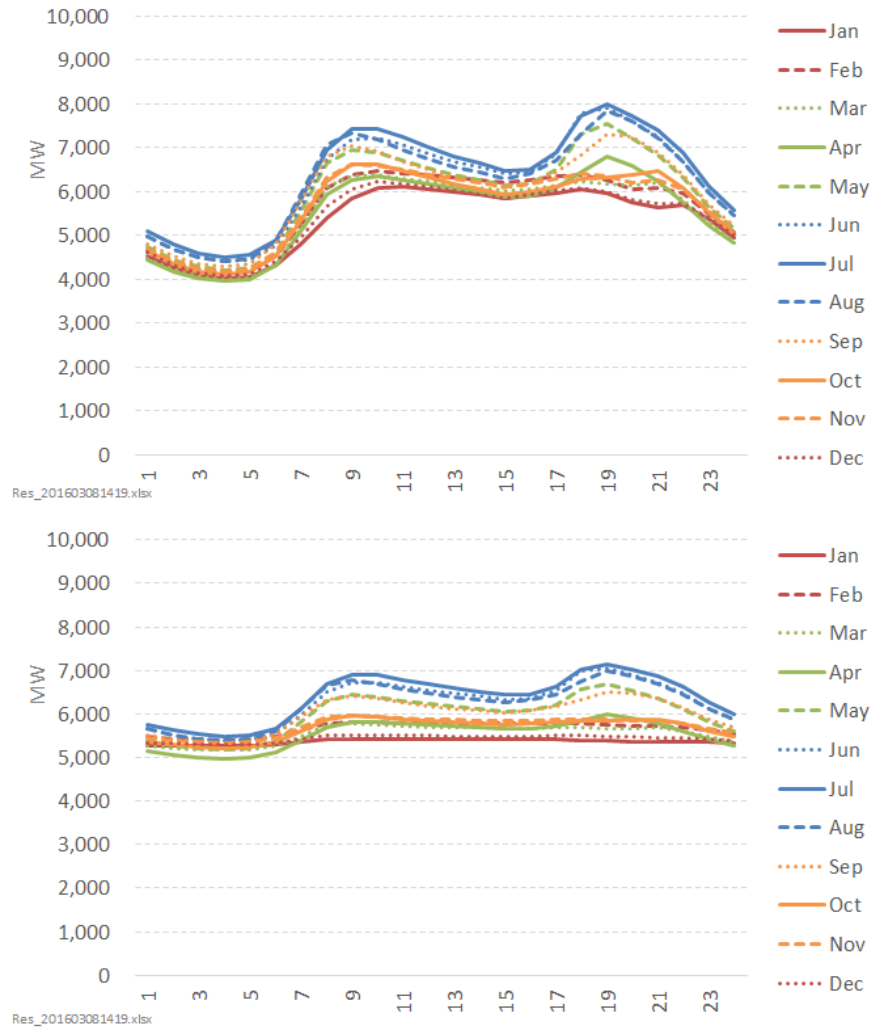 10,000
9,000
8,000
7,000
6,000
5,000
4,000
3,000
2,000
1,000
0
MW
1 3 5 7 9 11 13 15 17 19 21 23
Jan
Feb
Mar
Apr
May
Jun
Jul
Aug
Sep
Oct
Nov
Dec
Res_201603081419.xlsx
10,000
9,000
8,000
7,000
6,000
5,000
4,000
3,000
2,000
1,000
0
MW
1 3 5 7 9 11 13 15 17 19 21 23
Jan
Feb
Mar
Apr
May
Jun
Jul
Aug
Sep
Oct
Nov
Dec
Res_201603081419.xlsx